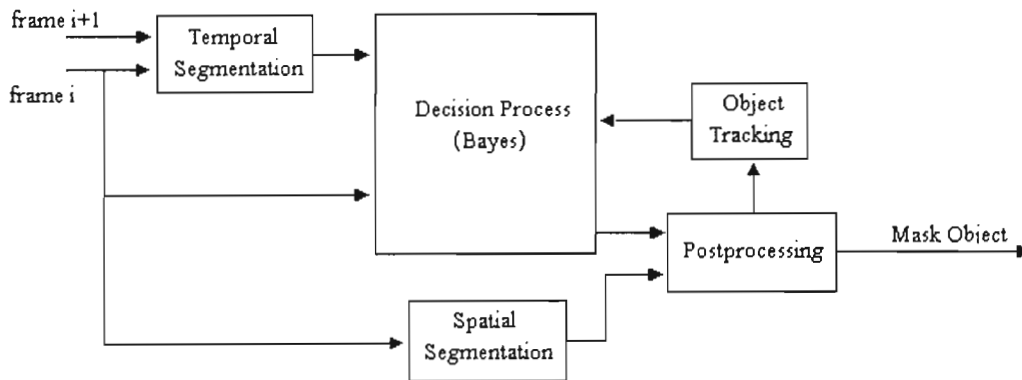 frame i+1
Temporal
Segmentation
frame i
Decision Process
(Bayes)
Object
Tracking
Postprocessing
Mask Object
Spatial
Segmentation